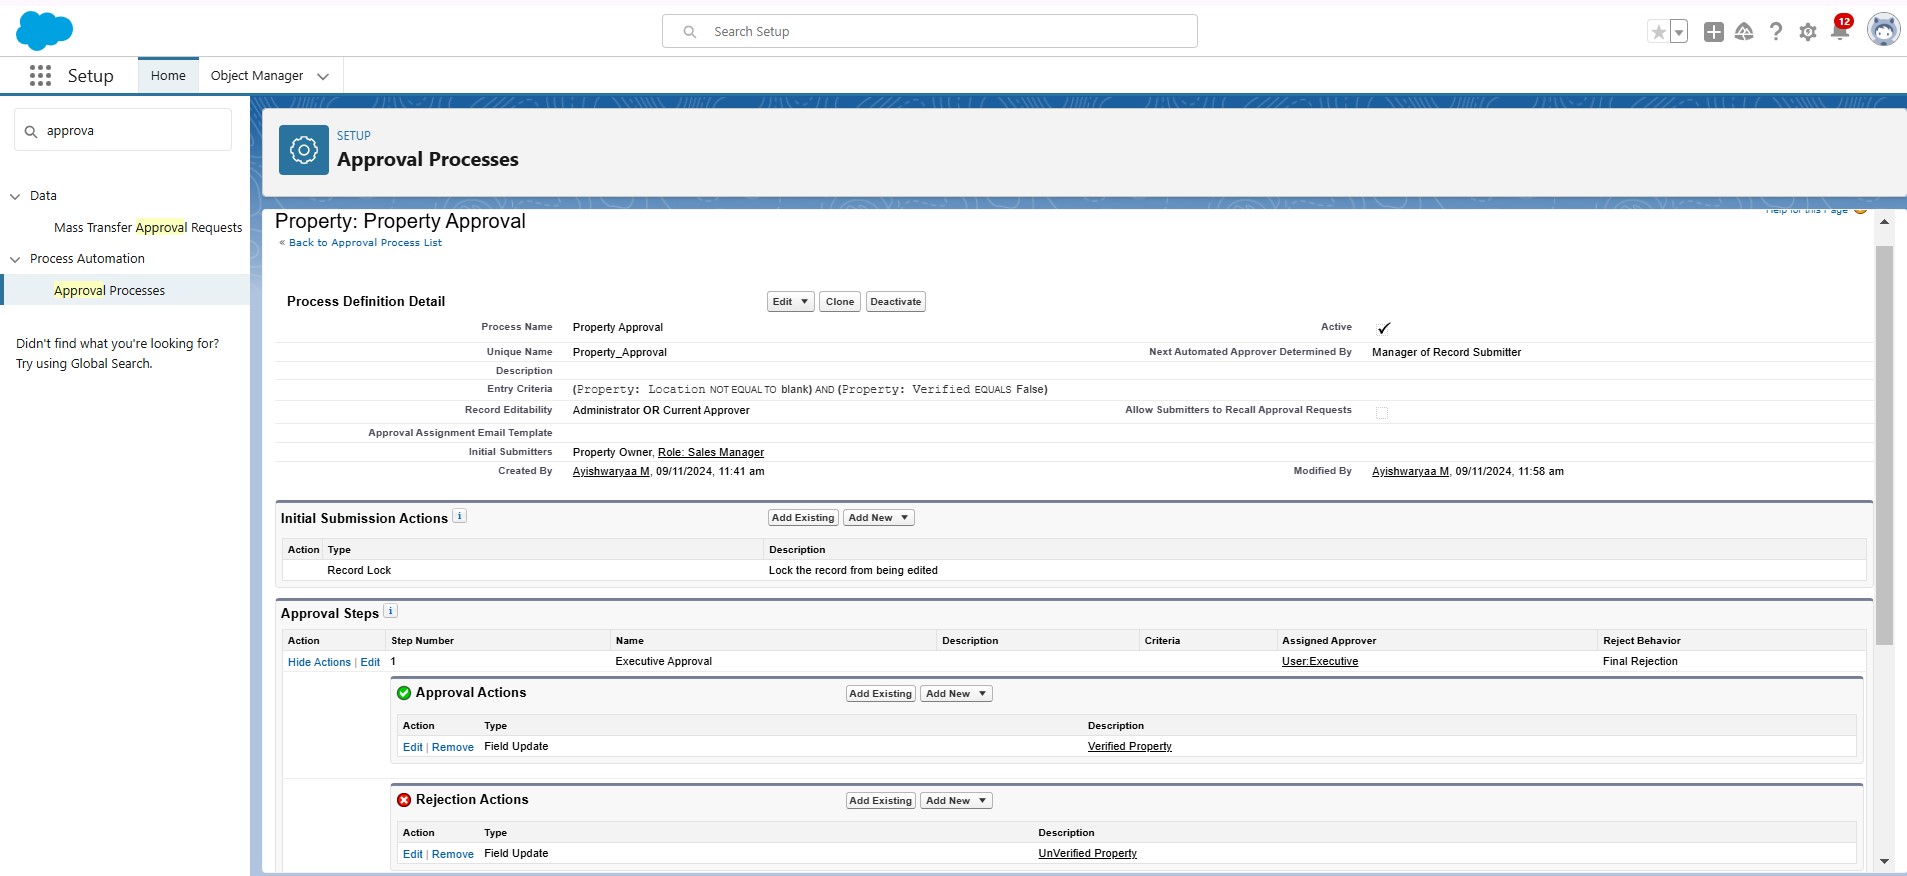 Search Setup
12
Setup
Home
Object Manager
approva
Data
Mass Transfer Approval Requests
Process Automation
Approval Processes
Didn't find what you're looking for?
Try using Global Search.
SETUP
Approval Processes
Help for this Page
Property: Property Approval
« Back to Approval Process List
Process Definition Detail Edit Clone Deactivate
Process Name Property Approval Active
Unique Name Property_Approval Next Automated Approver Determined By Manager of Record Submitter
Description
Entry Criteria (Property: Location NOT EQUAL TO blank) AND (Property: Verified EQUALS False)
Record Editability Administrator OR Current Approver Allow Submitters to Recall Approval Requests
Approval Assignment Email Template
Initial Submitters Property Owner, Role: Sales Manager
Created By Ayishwaryaa M, 09/11/2024, 11:41 am Modified By Ayishwaryaa M, 09/11/2024, 11:58 am
Initial Submission Actions i Add Existing Add New
Action Type Description
Record Lock Lock the record from being edited
Approval Steps i
Action Step Number Name Description Criteria Assigned Approver Reject Behavior
Hide Actions | Edit 1 Executive Approval User:Executive Final Rejection
Approval Actions Add Existing Add New
Action Type Description
Edit | Remove Field Update Verified Property
Rejection Actions Add Existing Add New
Action Type Description
Edit | Remove Field Update UnVerified Property